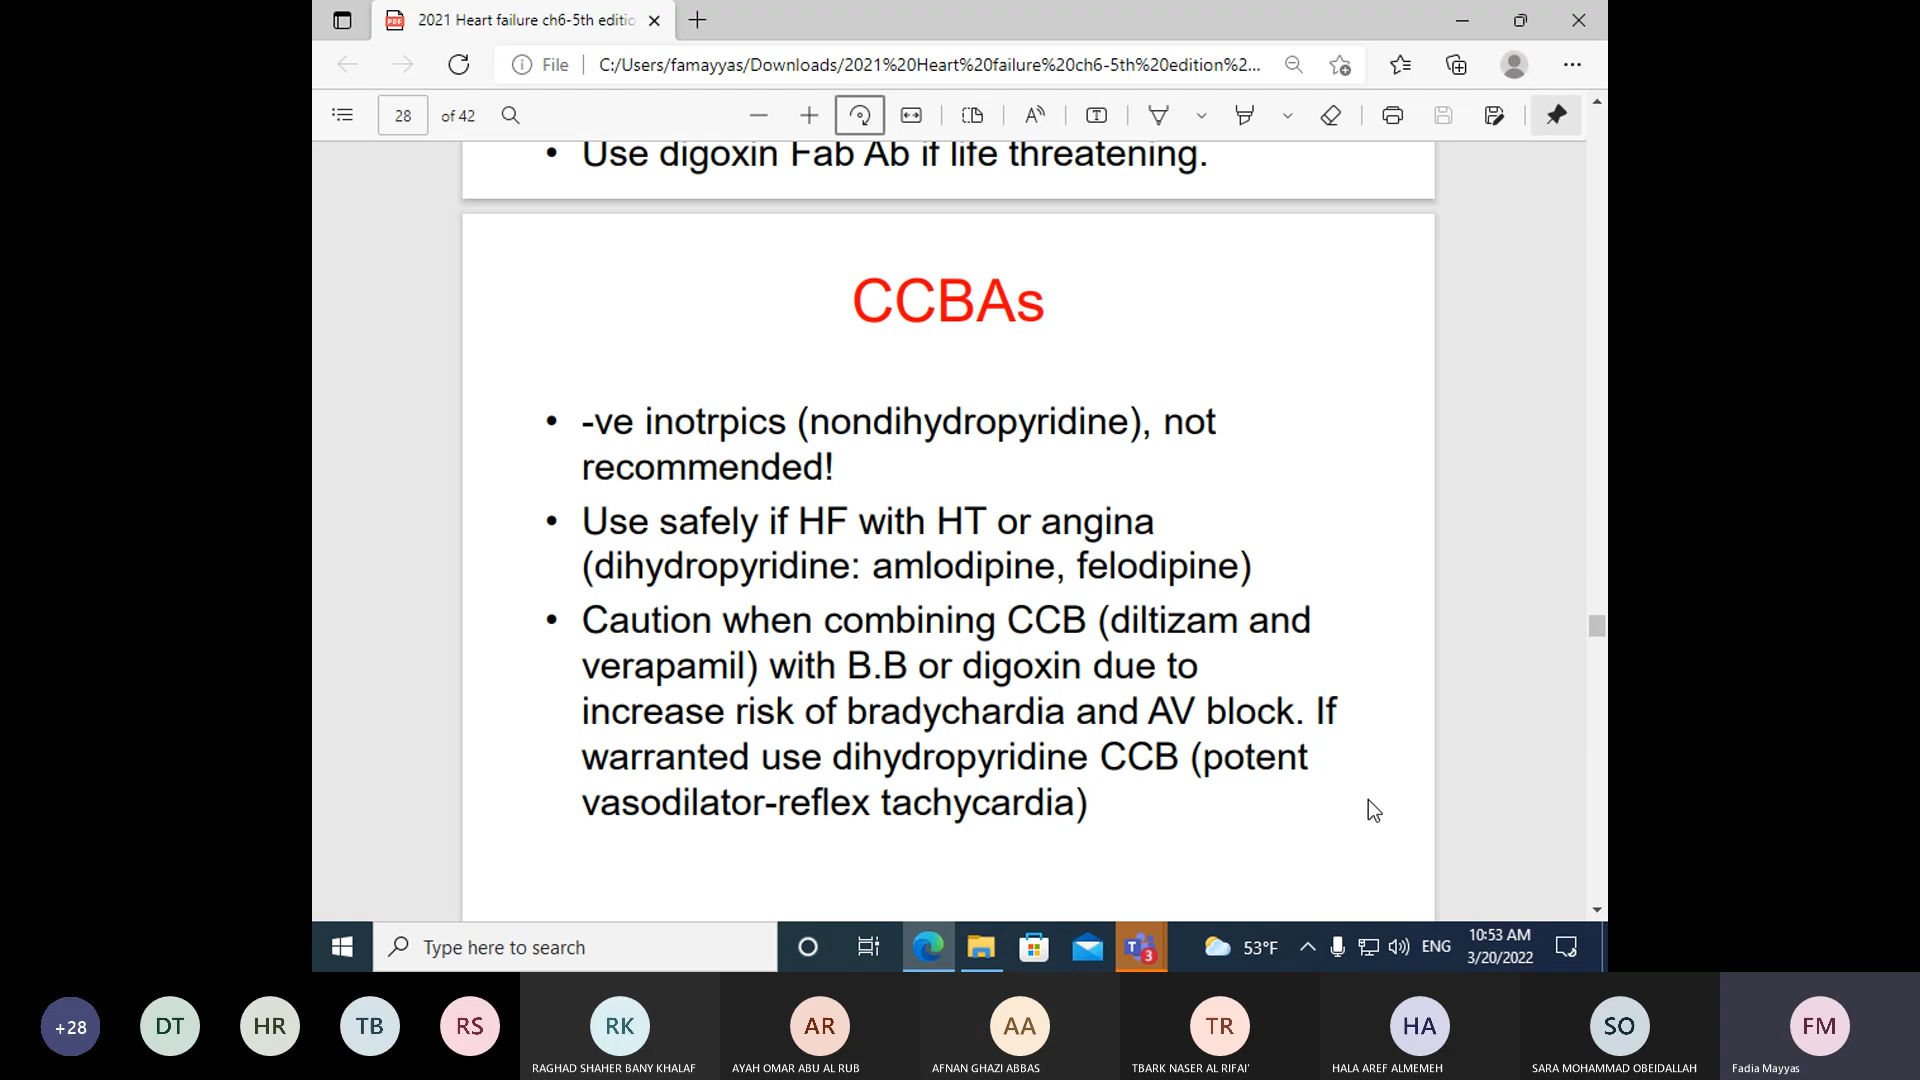 2021 Heart failure ch6-5th editio
File
C:/Users/famayyas/Downloads/2021%20Heart%20failure%20ch6-5th%20edition%2...
28 of 42
• Use digoxin Fab Ab if life threatening.
CCBAs
• -ve inotrpics (nondihydropyridine), not
recommended!
• Use safely if HF with HT or angina
(dihydropyridine: amlodipine, felodipine)
• Caution when combining CCB (diltizam and
verapamil) with B.B or digoxin due to
increase risk of bradychardia and AV block. If
warranted use dihydropyridine CCB (potent
vasodilator-reflex tachycardia)
Type here to search
3
53°F
ENG
10:53 AM
3/20/2022
+28
DT
HR
TB
RS
RK
AR
AA
TR
HA
SO
FM
RAGHAD SHAHER BANY KHALAF
AYAH OMAR ABU AL RUB
AFNAN GHAZI ABBAS
TBARK NASER AL RIFAI'
HALA AREF ALMEMEH
SARA MOHAMMAD OBEIDALLAH
Fadia Mayyas